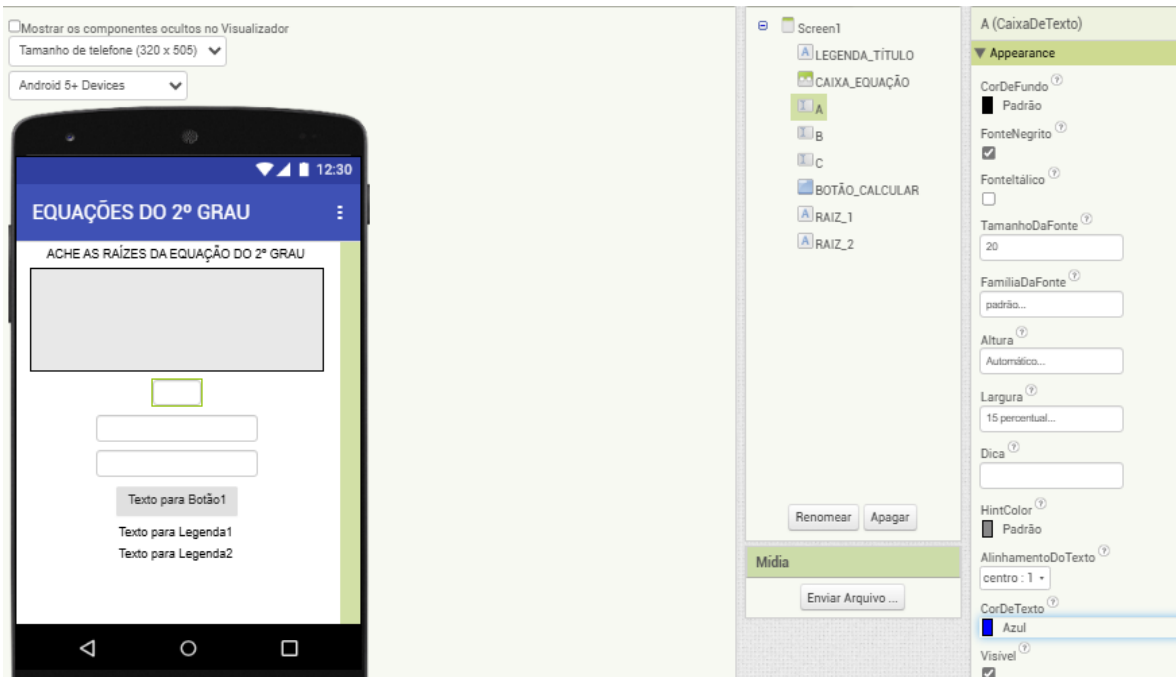 Mostrar os componentes ocultos no Visualizador
Tamanho de telefone (320 x 505)
Android 5+ Devices
12:30
EQUAÇÕES DO 2º GRAU
ACHE AS RAÍZES DA EQUAÇÃO DO 2º GRAU
Texto para Botão1
Texto para Legenda1
Texto para Legenda2
Screen1
LEGENDA_TÍTULO
CAIXA_EQUAÇÃO
A
B
C
BOTÃO_CALCULAR
RAIZ_1
RAIZ_2
Renomear Apagar
Mídia
Enviar Arquivo ...
A (CaixaDeTexto)
Appearance
CorDeFundo
Padrão
FonteNegrito
FonteItálico
TamanhoDaFonte
20
FamíliaDaFonte
padrão...
Altura
Automático...
Largura
15 percentual...
Dica
HintColor
Padrão
AlinhamentoDoTexto
centro : 1
CorDeTexto
Azul
Visível